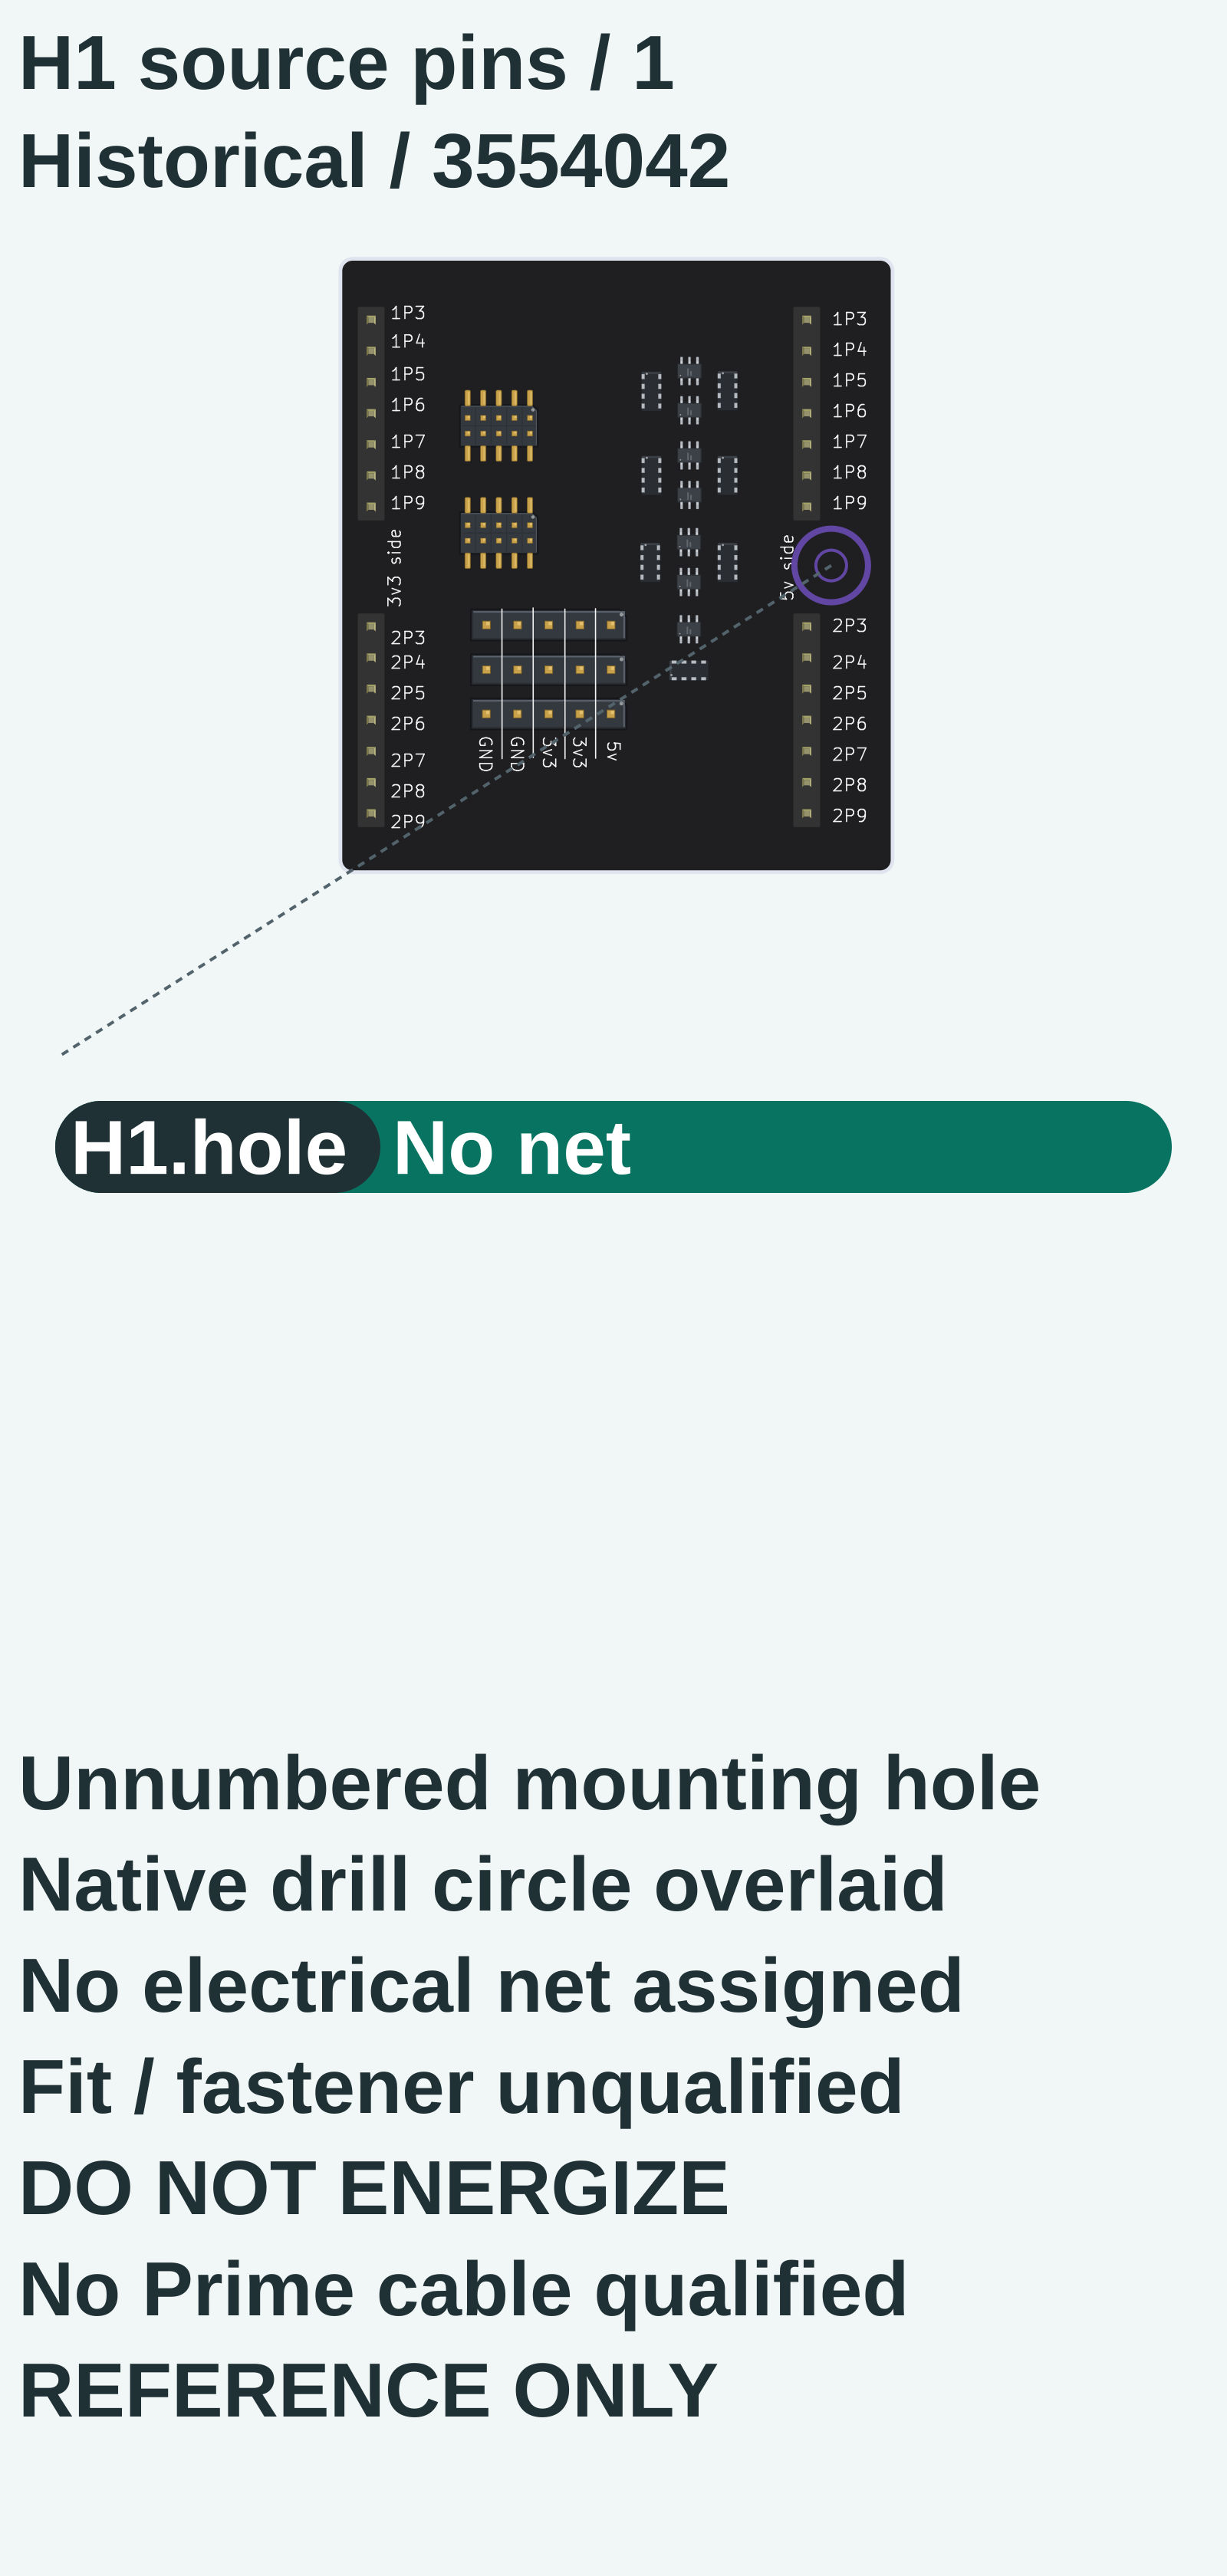 H1 source pins / 1
Historical / 3554042
1P3
1P4
1P5
1P6
1P7
1P8
1P9
3v3 side
2P3
2P4
2P5
2P6
2P7
2P8
2P9
GND
GND
3v3
3v3
5v
1P3
1P4
1P5
1P6
1P7
1P8
1P9
5v side
2P3
2P4
2P5
2P6
2P7
2P8
2P9
H1.hole No net
Unnumbered mounting hole
Native drill circle overlaid
No electrical net assigned
Fit / fastener unqualified
DO NOT ENERGIZE
No Prime cable qualified
REFERENCE ONLY